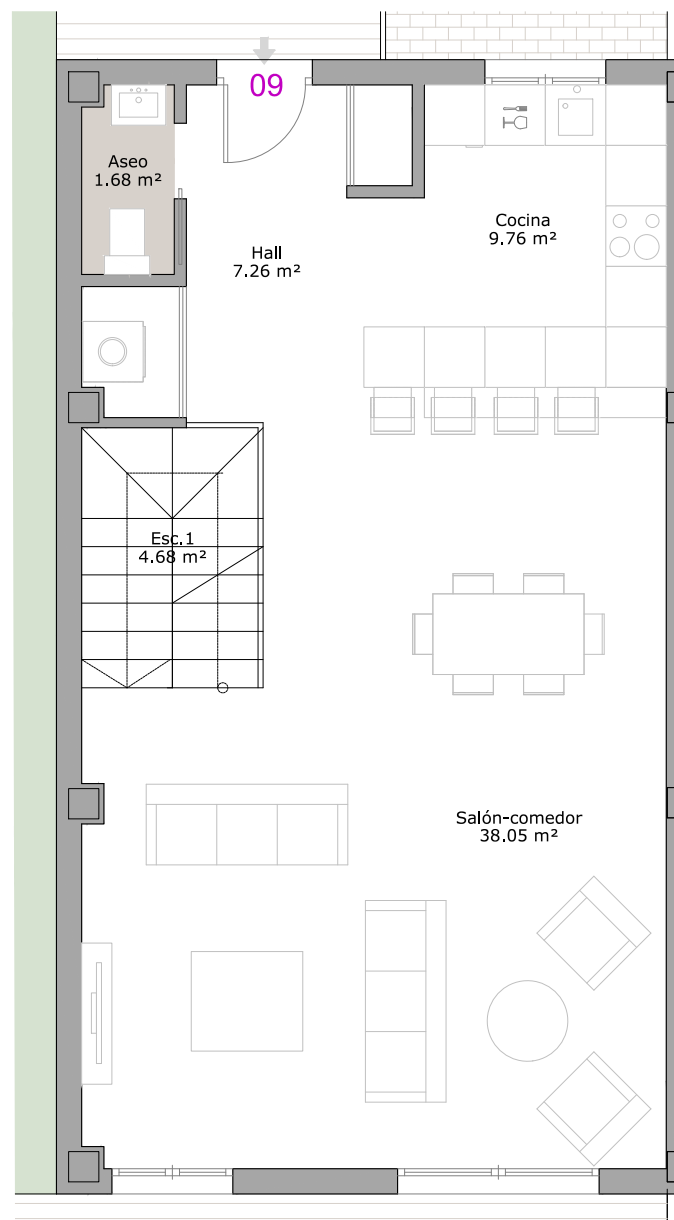 09
Aseo
1.68 m²
Cocina
9.76 m²
Hall
7.26 m²
Esc.1
4.68 m²
Salón-comedor
38.05 m²